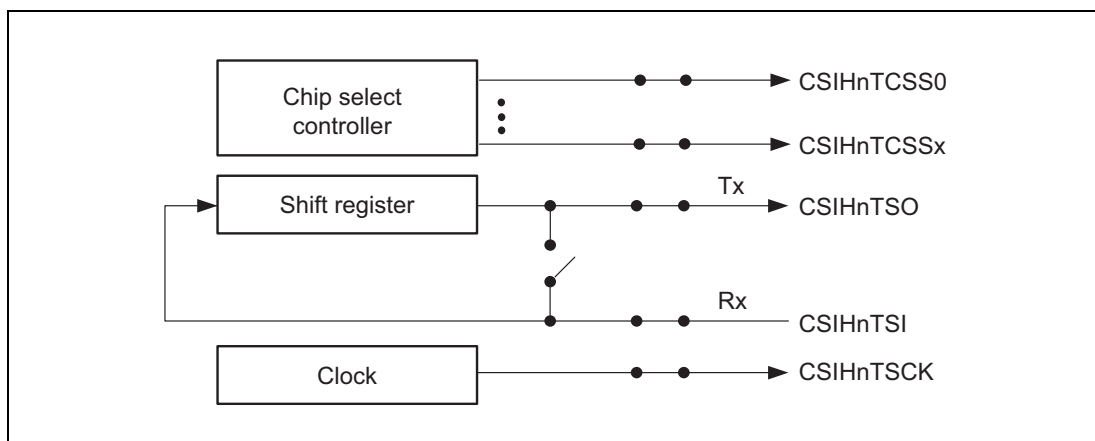 Chip select
controller
CSIHnTCSS0
CSIHnTCSSx
Shift register
Tx
CSIHnTSO
Rx
CSIHnTSI
Clock
CSIHnTSCK